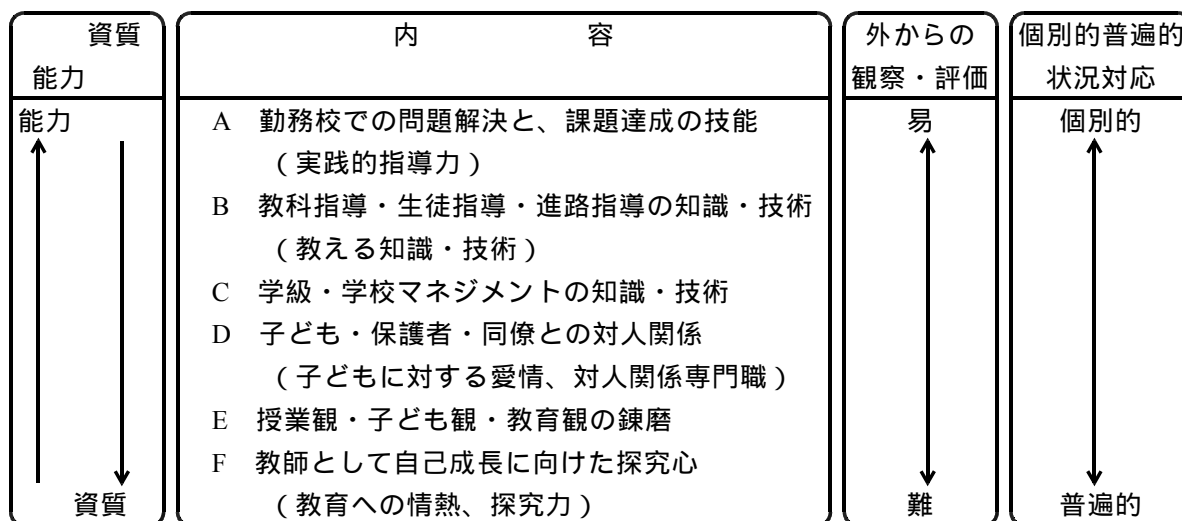 資質 内 容 外からの 個別的普遍的
能力 観察・評価 状況対応
能力 A 勤務校での問題解決と、課題達成の技能 易 個別的
(実践的指導力)
B 教科指導・生徒指導・進路指導の知識・技術
(教える知識・技術)
C 学級・学校マネジメントの知識・技術
D 子ども・保護者・同僚との対人関係
(子どもに対する愛情、対人関係専門職)
E 授業観・子ども観・教育観の錬磨
F 教師として自己成長に向けた探究心
資質 (教育への情熱、探究力) 難 普遍的